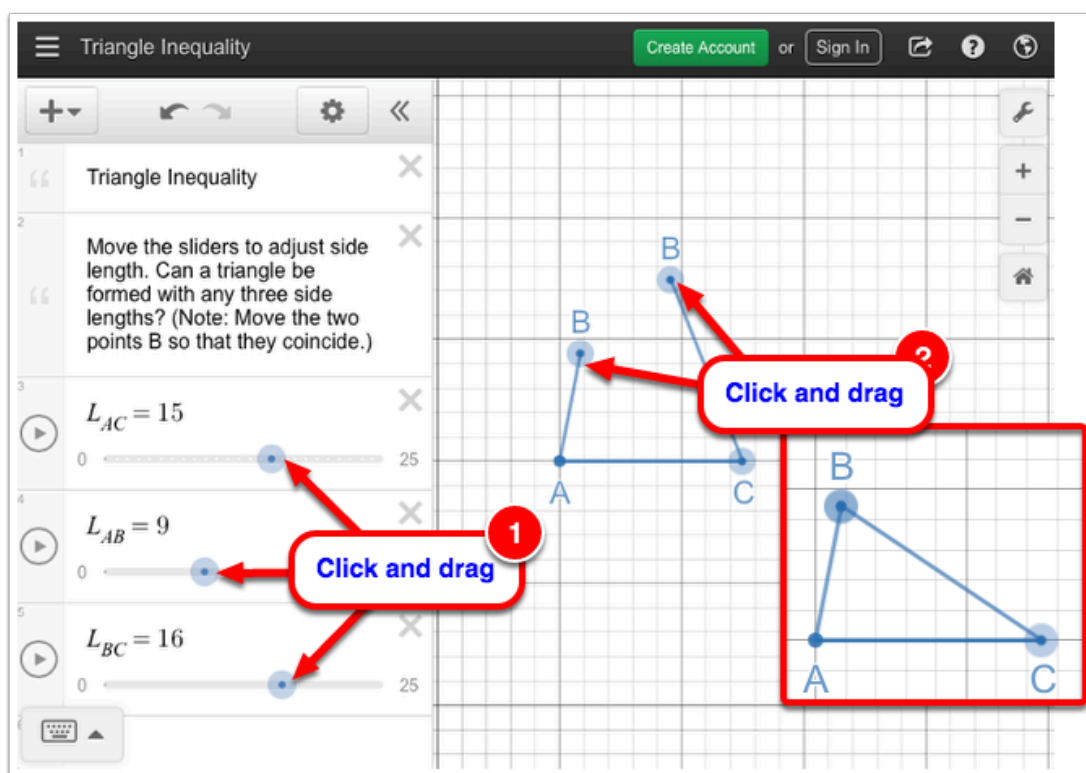 Triangle Inequality
Create Account or Sign In
1
Triangle Inequality
2
Move the sliders to adjust side
length. Can a triangle be
formed with any three side
lengths? (Note: Move the two
points B so that they coincide.)
3
L_AC = 15
0 25
4
L_AB = 9
0
5
L_BC = 16
0 25
1
Click and drag
B
B
2
Click and drag
A C
B
A C